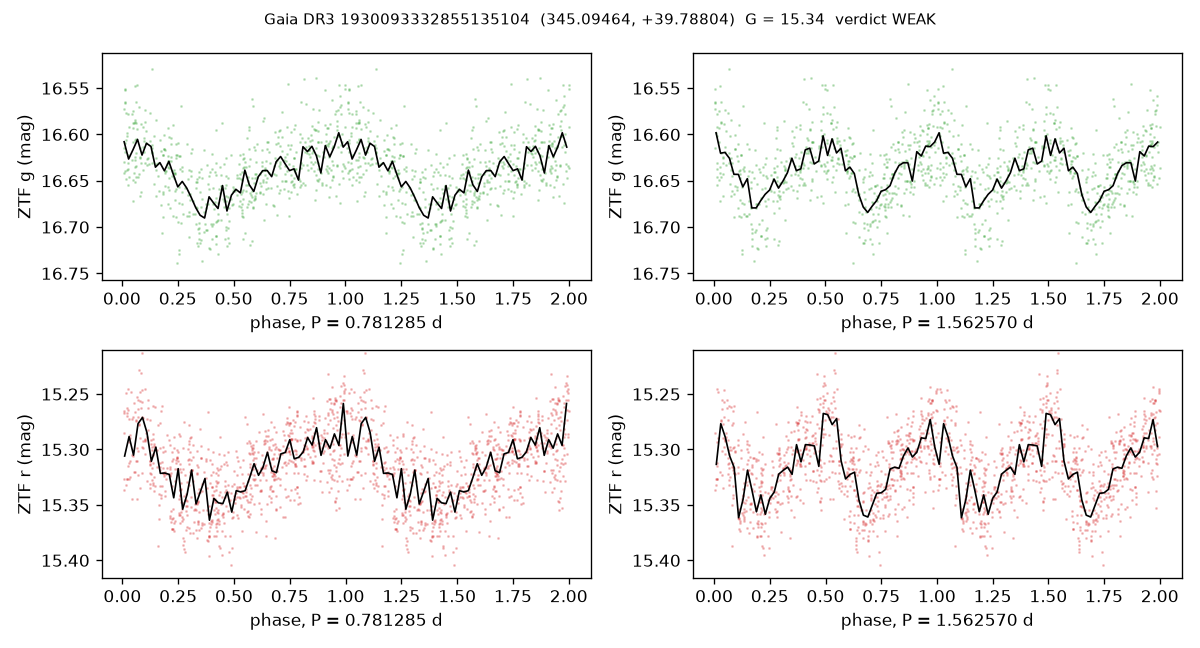 Gaia DR3 1930093332855135104  (345.09464, +39.78804)  G = 15.34  verdict WEAK
ZTF g (mag)
16.55
16.60
16.65
16.70
16.75
0.00 0.25 0.50 0.75 1.00 1.25 1.50 1.75 2.00
phase, P = 0.781285 d
ZTF g (mag)
16.55
16.60
16.65
16.70
16.75
0.00 0.25 0.50 0.75 1.00 1.25 1.50 1.75 2.00
phase, P = 1.562570 d
ZTF r (mag)
15.25
15.30
15.35
15.40
0.00 0.25 0.50 0.75 1.00 1.25 1.50 1.75 2.00
phase, P = 0.781285 d
ZTF r (mag)
15.25
15.30
15.35
15.40
0.00 0.25 0.50 0.75 1.00 1.25 1.50 1.75 2.00
phase, P = 1.562570 d